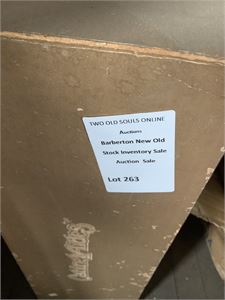 TWO OLD SOULS ONLINE
Auctions
Barberton New Old
Stock Inventory Sale
Auction Sale
Lot 263